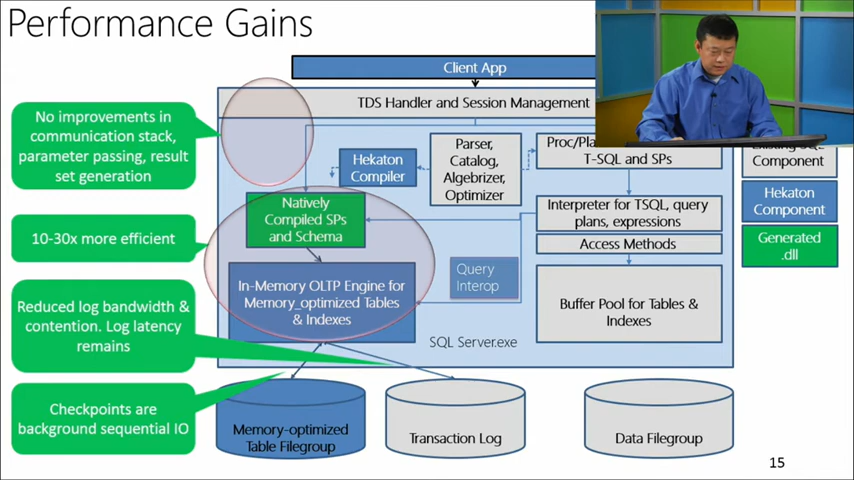 Performance Gains
Client App
TDS Handler and Session Management
No improvements in
communication stack,
parameter passing, result
set generation
Hekaton
Compiler
Parser,
Catalog,
Algebrizer,
Optimizer
T-SQL and SPs
Component
Natively
Compiled SPs
and Schema
Interpreter for TSQL, query
plans, expressions
Hekaton
Component
10-30x more efficient
Access Methods
Generated
.dll
Query
Interop
In-Memory OLTP Engine for
Memory_optimized Tables
& Indexes
Buffer Pool for Tables &
Indexes
Reduced log bandwidth &
contention. Log latency
remains
SQL Server.exe
Checkpoints are
background sequential IO
Memory-optimized
Table Filegroup
Transaction Log
Data Filegroup
15